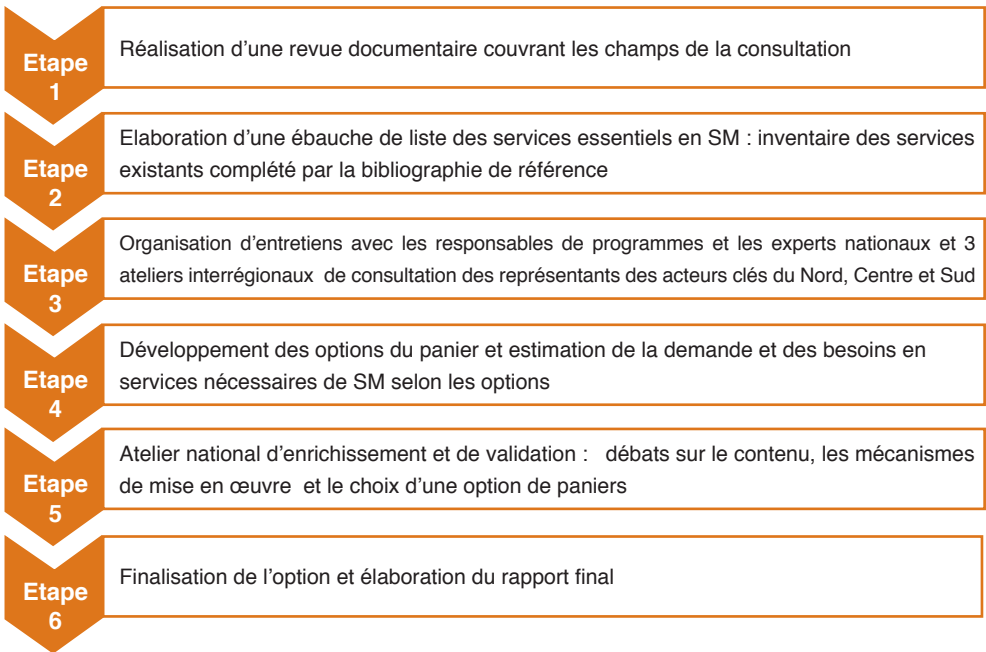 Etape
1
Réalisation d'une revue documentaire couvrant les champs de la consultation
Etape
2
Elaboration d'une ébauche de liste des services essentiels en SM : inventaire des services
existants complété par la bibliographie de référence
Etape
3
Organisation d'entretiens avec les responsables de programmes et les experts nationaux et 3
ateliers interrégionaux de consultation des représentants des acteurs clés du Nord, Centre et Sud
Etape
4
Développement des options du panier et estimation de la demande et des besoins en
services nécessaires de SM selon les options
Etape
5
Atelier national d'enrichissement et de validation : débats sur le contenu, les mécanismes
de mise en œuvre et le choix d'une option de paniers
Etape
6
Finalisation de l'option et élaboration du rapport final